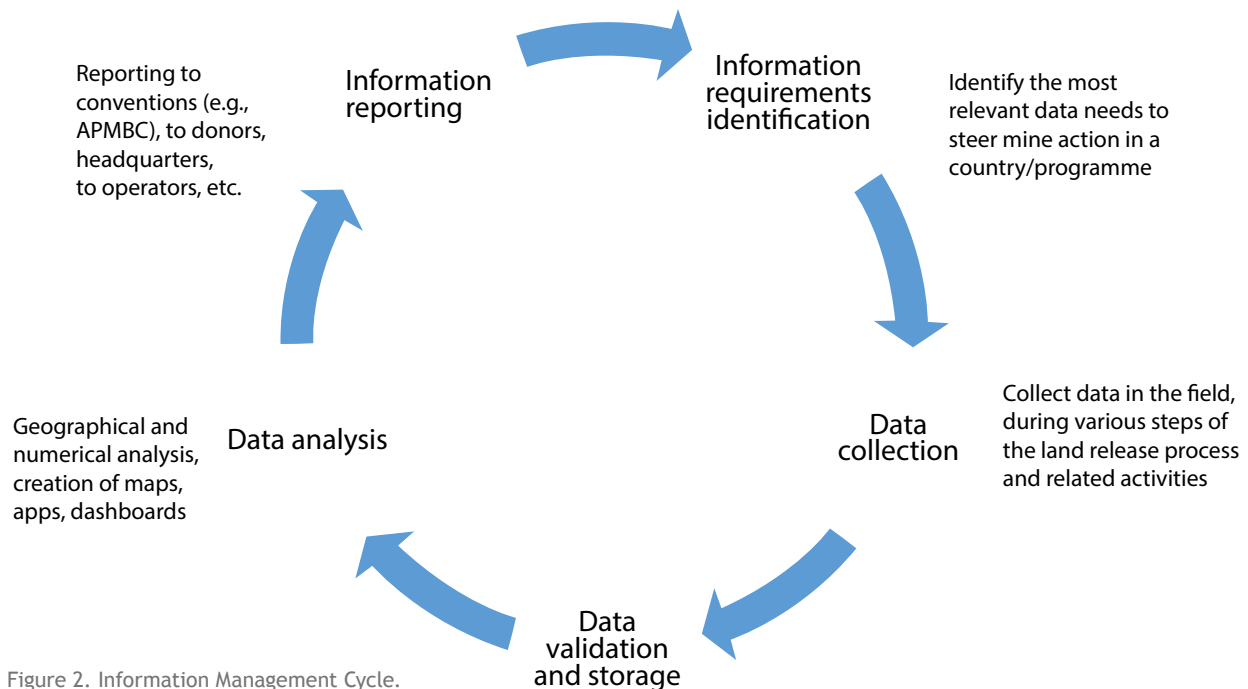 Information
reporting
Reporting to
conventions (e.g.,
APMBC), to donors,
headquarters,
to operators, etc.
Information
requirements
identification
Identify the most
relevant data needs to
steer mine action in a
country/programme
Data
collection
Collect data in the field,
during various steps of
the land release process
and related activities
Data
validation
and storage
Data analysis
Geographical and
numerical analysis,
creation of maps,
apps, dashboards
Figure 2. Information Management Cycle.